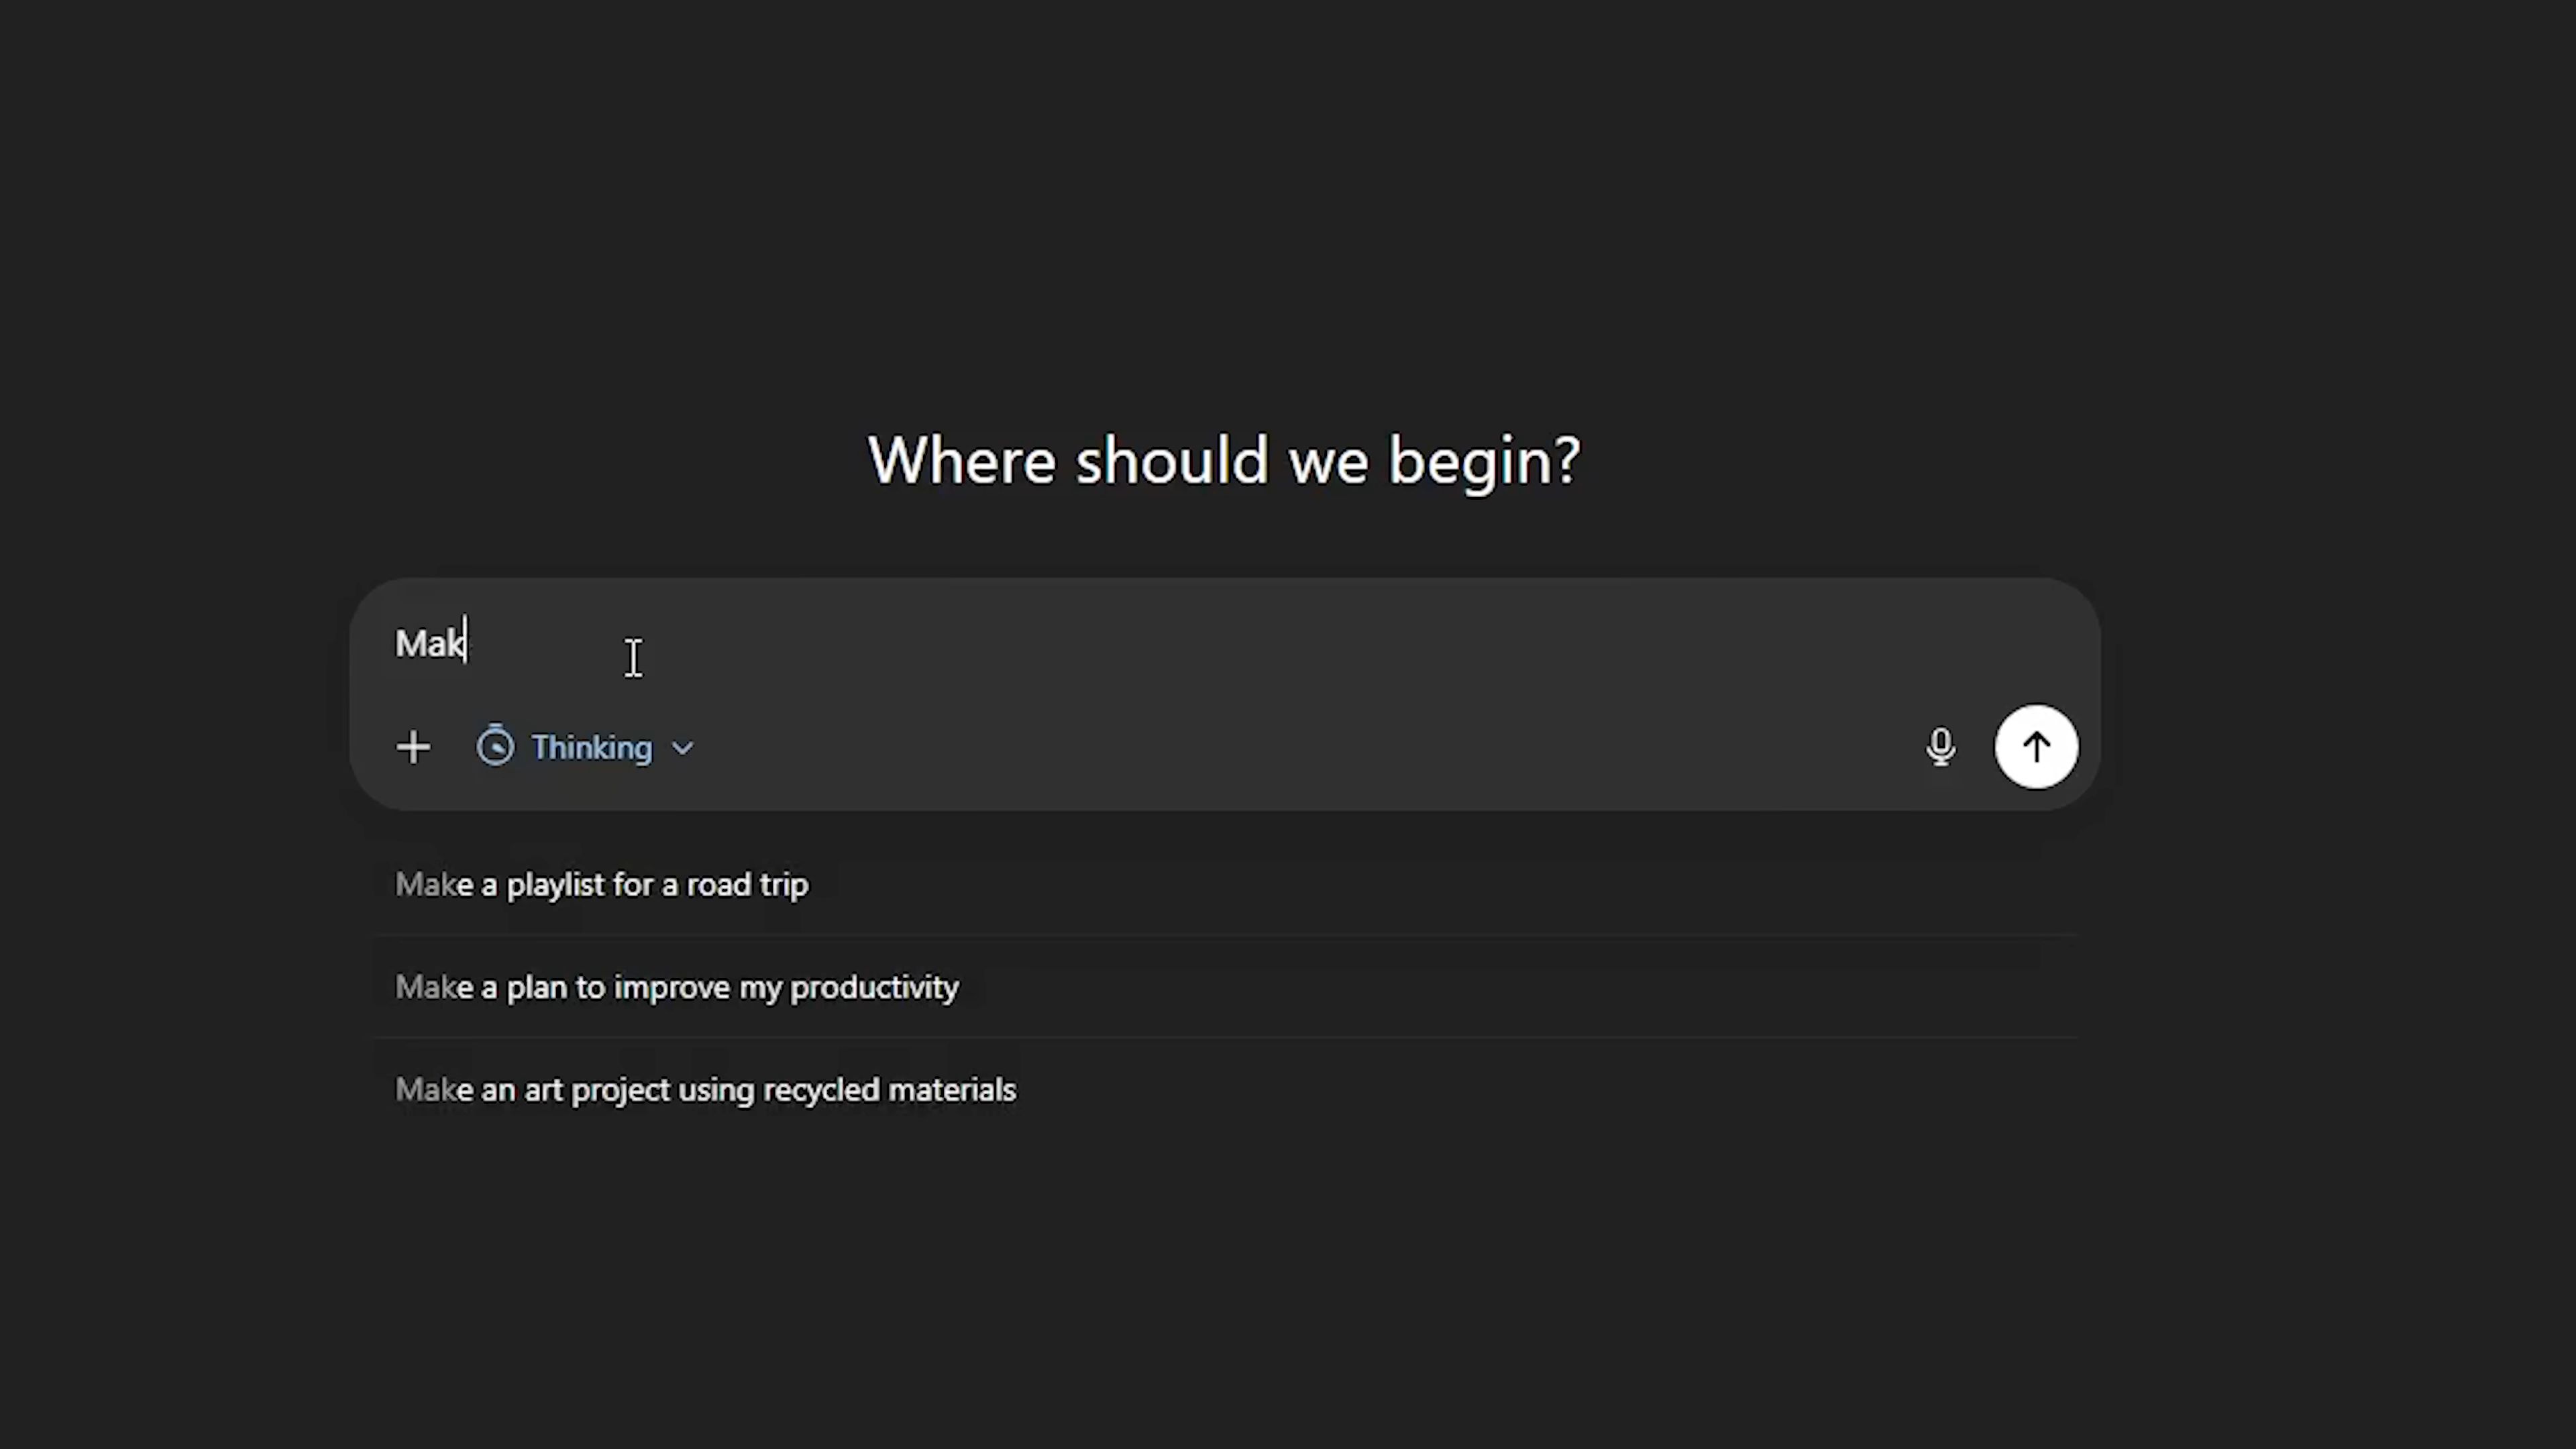 Where should we begin?
Mak
Thinking
Make a playlist for a road trip
Make a plan to improve my productivity
Make an art project using recycled materials